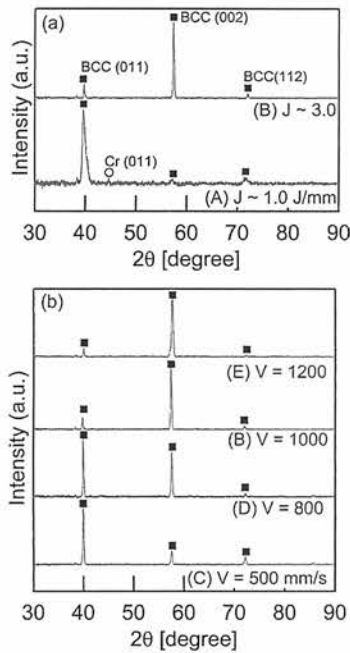 (a)
BCC (002)
BCC (011)
BCC(112)
(B) J ~ 3.0
Cr (011)
(A) J ~ 1.0 J/mm
Intensity (a.u.)
30 40 50 60 70 80 90
2θ [degree]
(b)
(E) V = 1200
(B) V = 1000
(D) V = 800
(C) V = 500 mm/s
Intensity (a.u.)
30 40 50 60 70 80 90
2θ [degree]